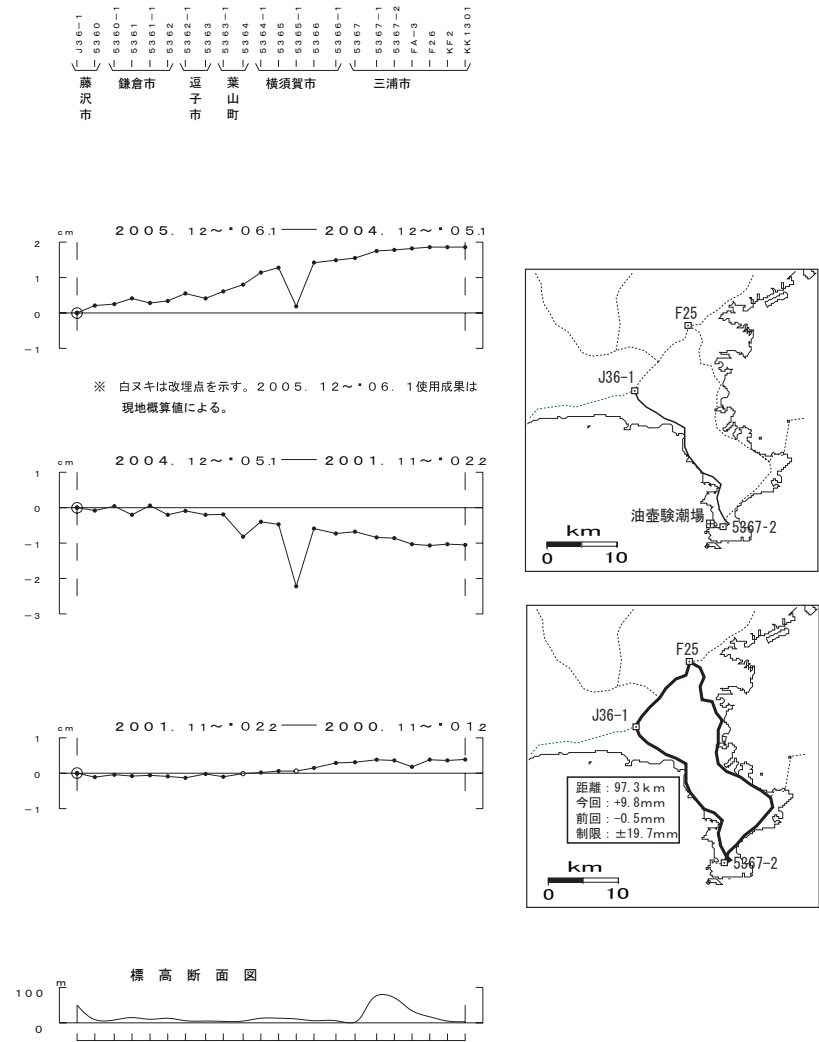 J36-1
5360
5360-1
5361
5361-1
5362
5362-1
5363
5363-1
5364
5364-1
5365
5365-1
5366
5366-1
5367
5367-1
5367-2
FA-3
F26
KF2
KK1301
藤沢市
鎌倉市
逗子市
葉山町
横須賀市
三浦市
cm
2005. 12~'06.1 — 2004. 12~'05.1
2
1
0
-1
※ 白ヌキは改埋点を示す。2005. 12~'06. 1使用成果は
現地概算値による。
cm
2004. 12~'05.1 — 2001. 11~'02.2
1
0
-1
-2
-3
cm
2001. 11~'02.2 — 2000. 11~'01.2
1
0
-1
標高断面図
m
100
0
F25
J36-1
油壺験潮場
5367-2
km
0 10
F25
J36-1
距離:97.3km
今回:+9.8mm
前回:-0.5mm
制限:±19.7mm
5367-2
km
0 10